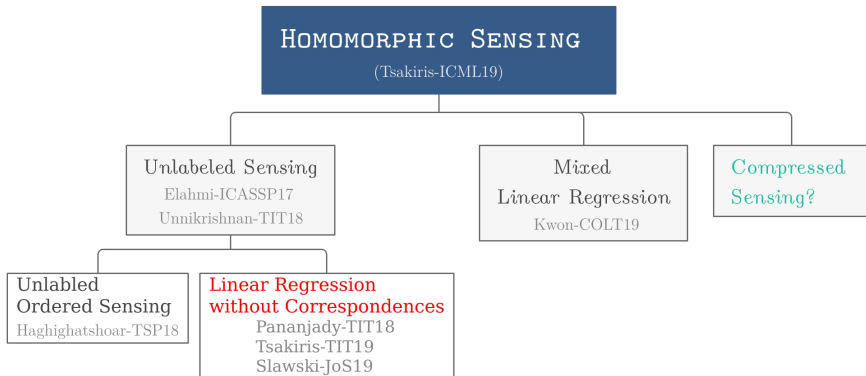 Homomorphic Sensing
(Tsakiris-ICML19)
Unlabeled Sensing
Elahmi-ICASSP17
Unnikrishnan-TIT18
Mixed
Linear Regression
Kwon-COLT19
Compressed
Sensing?
Unlabled
Ordered Sensing
Haghighatshoar-TSP18
Linear Regression
without Correspondences
Pananjady-TIT18
Tsakiris-TIT19
Slawski-JoS19